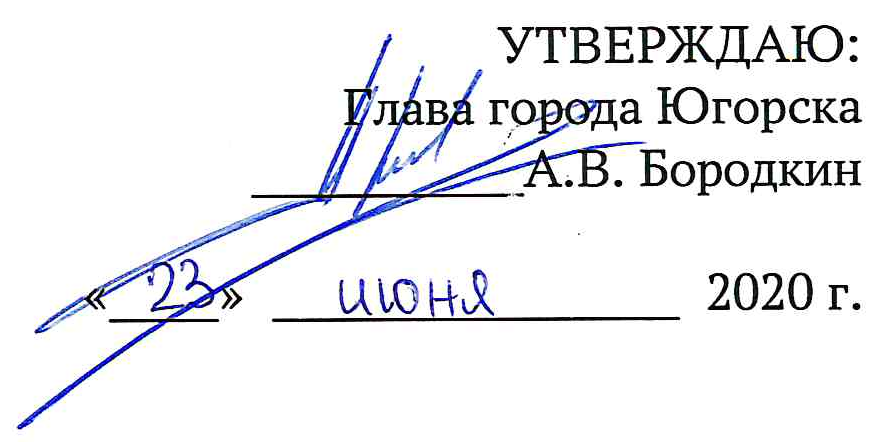 УТВЕРЖДАЮ:
Глава города Югорска
А.В. Бородкин
« 23 » июня 2020 г.